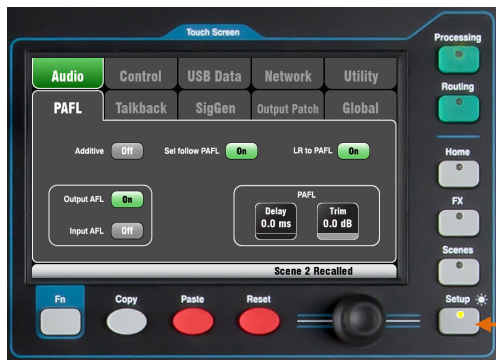 Touch Screen
Processing
Audio Control USB Data Network Utility
Routing
PAFL Talkback SigGen Output Patch Global
Additive Off Sel follow PAFL On LR to PAFL On
Home
Output AFL On
PAFL
Delay Trim
0.0 ms 0.0 dB
FX
Input AFL Off
Scenes
Scene 2 Recalled
Fn Copy Paste Reset Setup